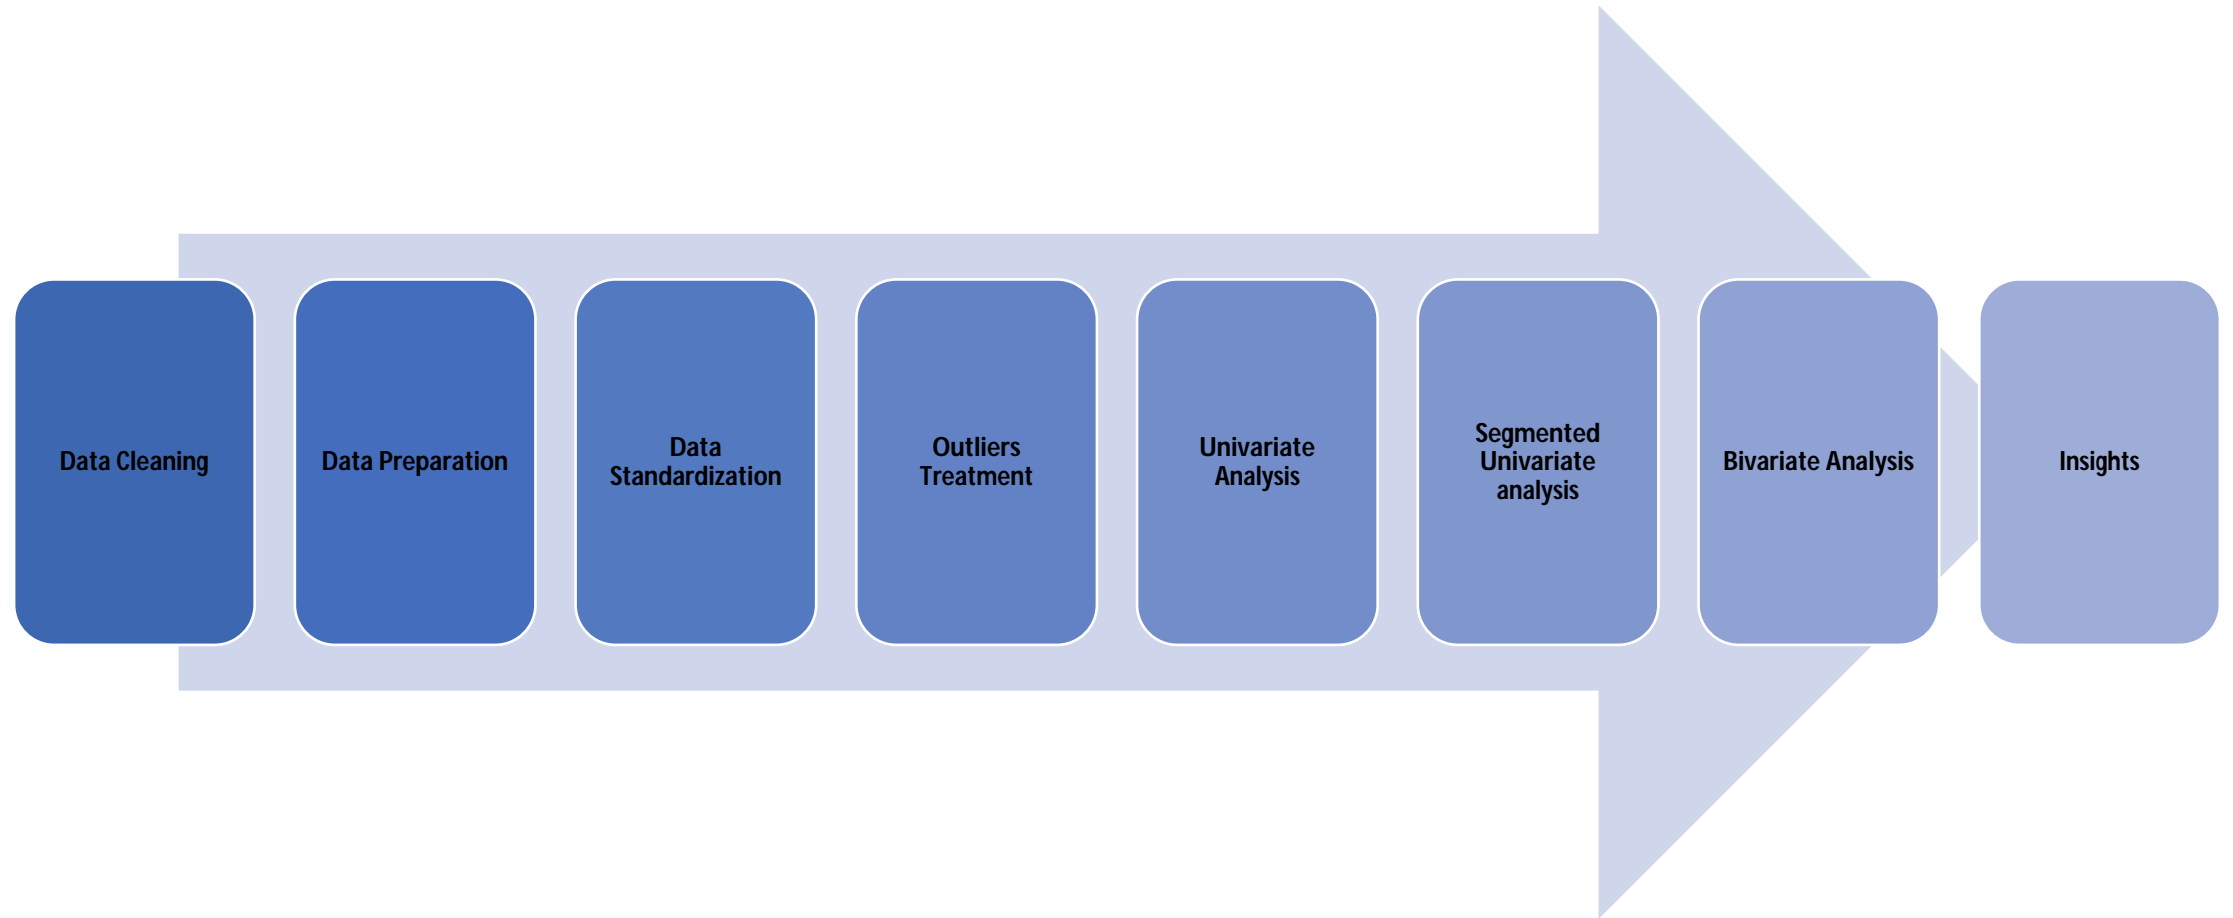 Data Cleaning
Data Preparation
Data
Standardization
Outliers
Treatment
Univariate
Analysis
Segmented
Univariate
analysis
Bivariate Analysis
Insights